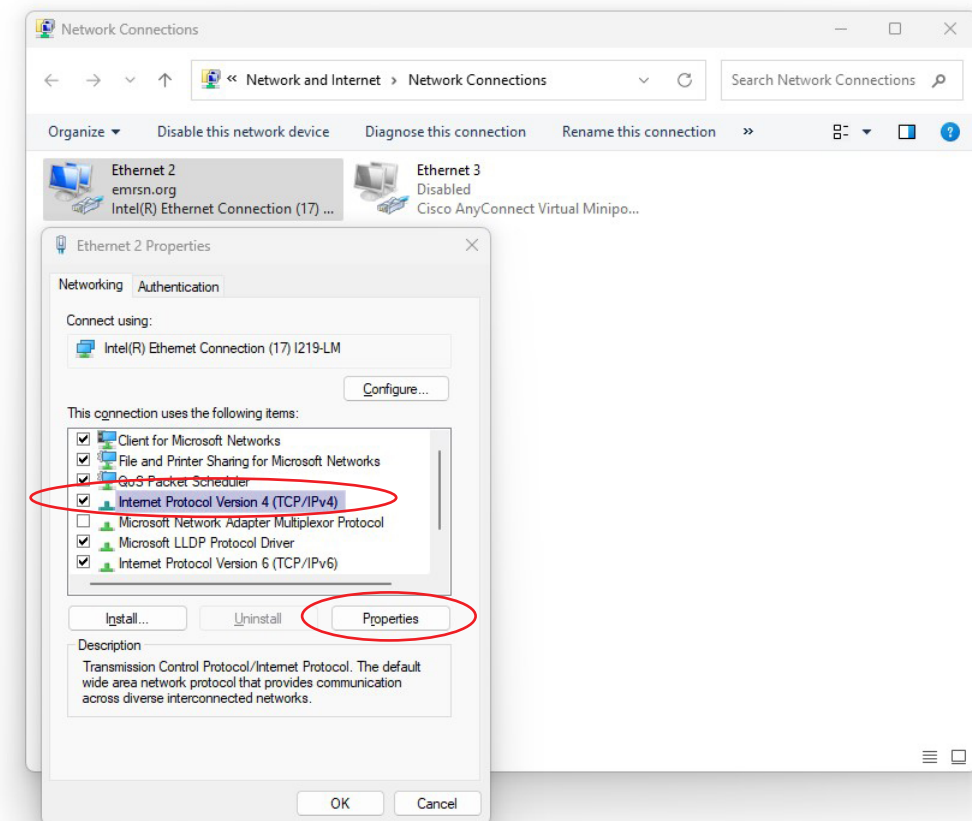 Network Connections
« Network and Internet › Network Connections
Search Network Connections
Organize
Disable this network device
Diagnose this connection
Rename this connection
»
Ethernet 2
emrsn.org
Intel(R) Ethernet Connection (17) ...
Ethernet 3
Disabled
Cisco AnyConnect Virtual Minipo...
Ethernet 2 Properties
Networking
Authentication
Connect using:
Intel(R) Ethernet Connection (17) I219-LM
Configure...
This connection uses the following items:
Client for Microsoft Networks
File and Printer Sharing for Microsoft Networks
QoS Packet Scheduler
Internet Protocol Version 4 (TCP/IPv4)
Microsoft Network Adapter Multiplexor Protocol
Microsoft LLDP Protocol Driver
Internet Protocol Version 6 (TCP/IPv6)
Install...
Uninstall
Properties
Description
Transmission Control Protocol/Internet Protocol. The default
wide area network protocol that provides communication
across diverse interconnected networks.
OK
Cancel